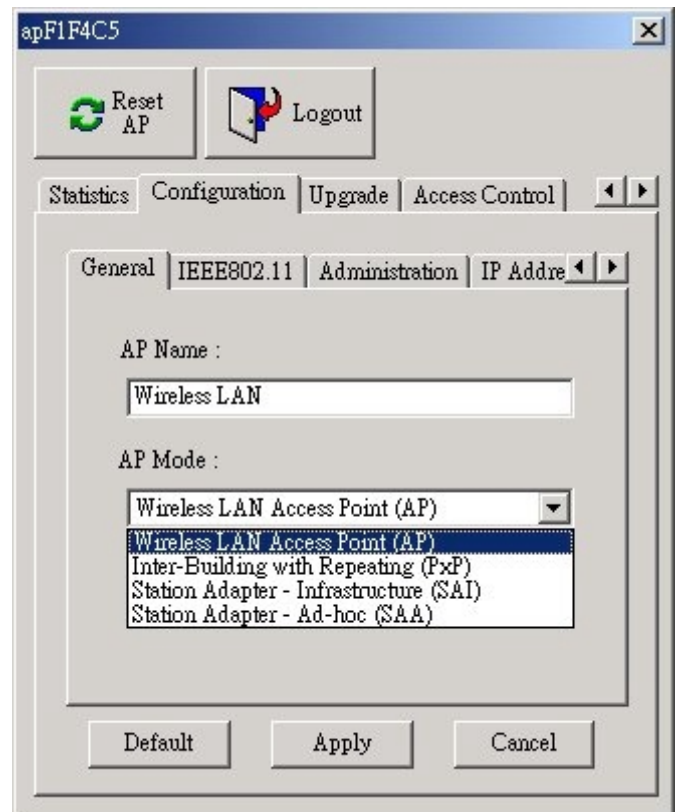 apF1F4C5
Reset
AP
Logout
Statistics
Configuration
Upgrade
Access Control
General
IEEE802.11
Administration
IP Addre
AP Name :
Wireless LAN
AP Mode :
Wireless LAN Access Point (AP)
Wireless LAN Access Point (AP)
Inter-Building with Repeating (PxP)
Station Adapter - Infrastructure (SAI)
Station Adapter - Ad-hoc (SAA)
Default
Apply
Cancel